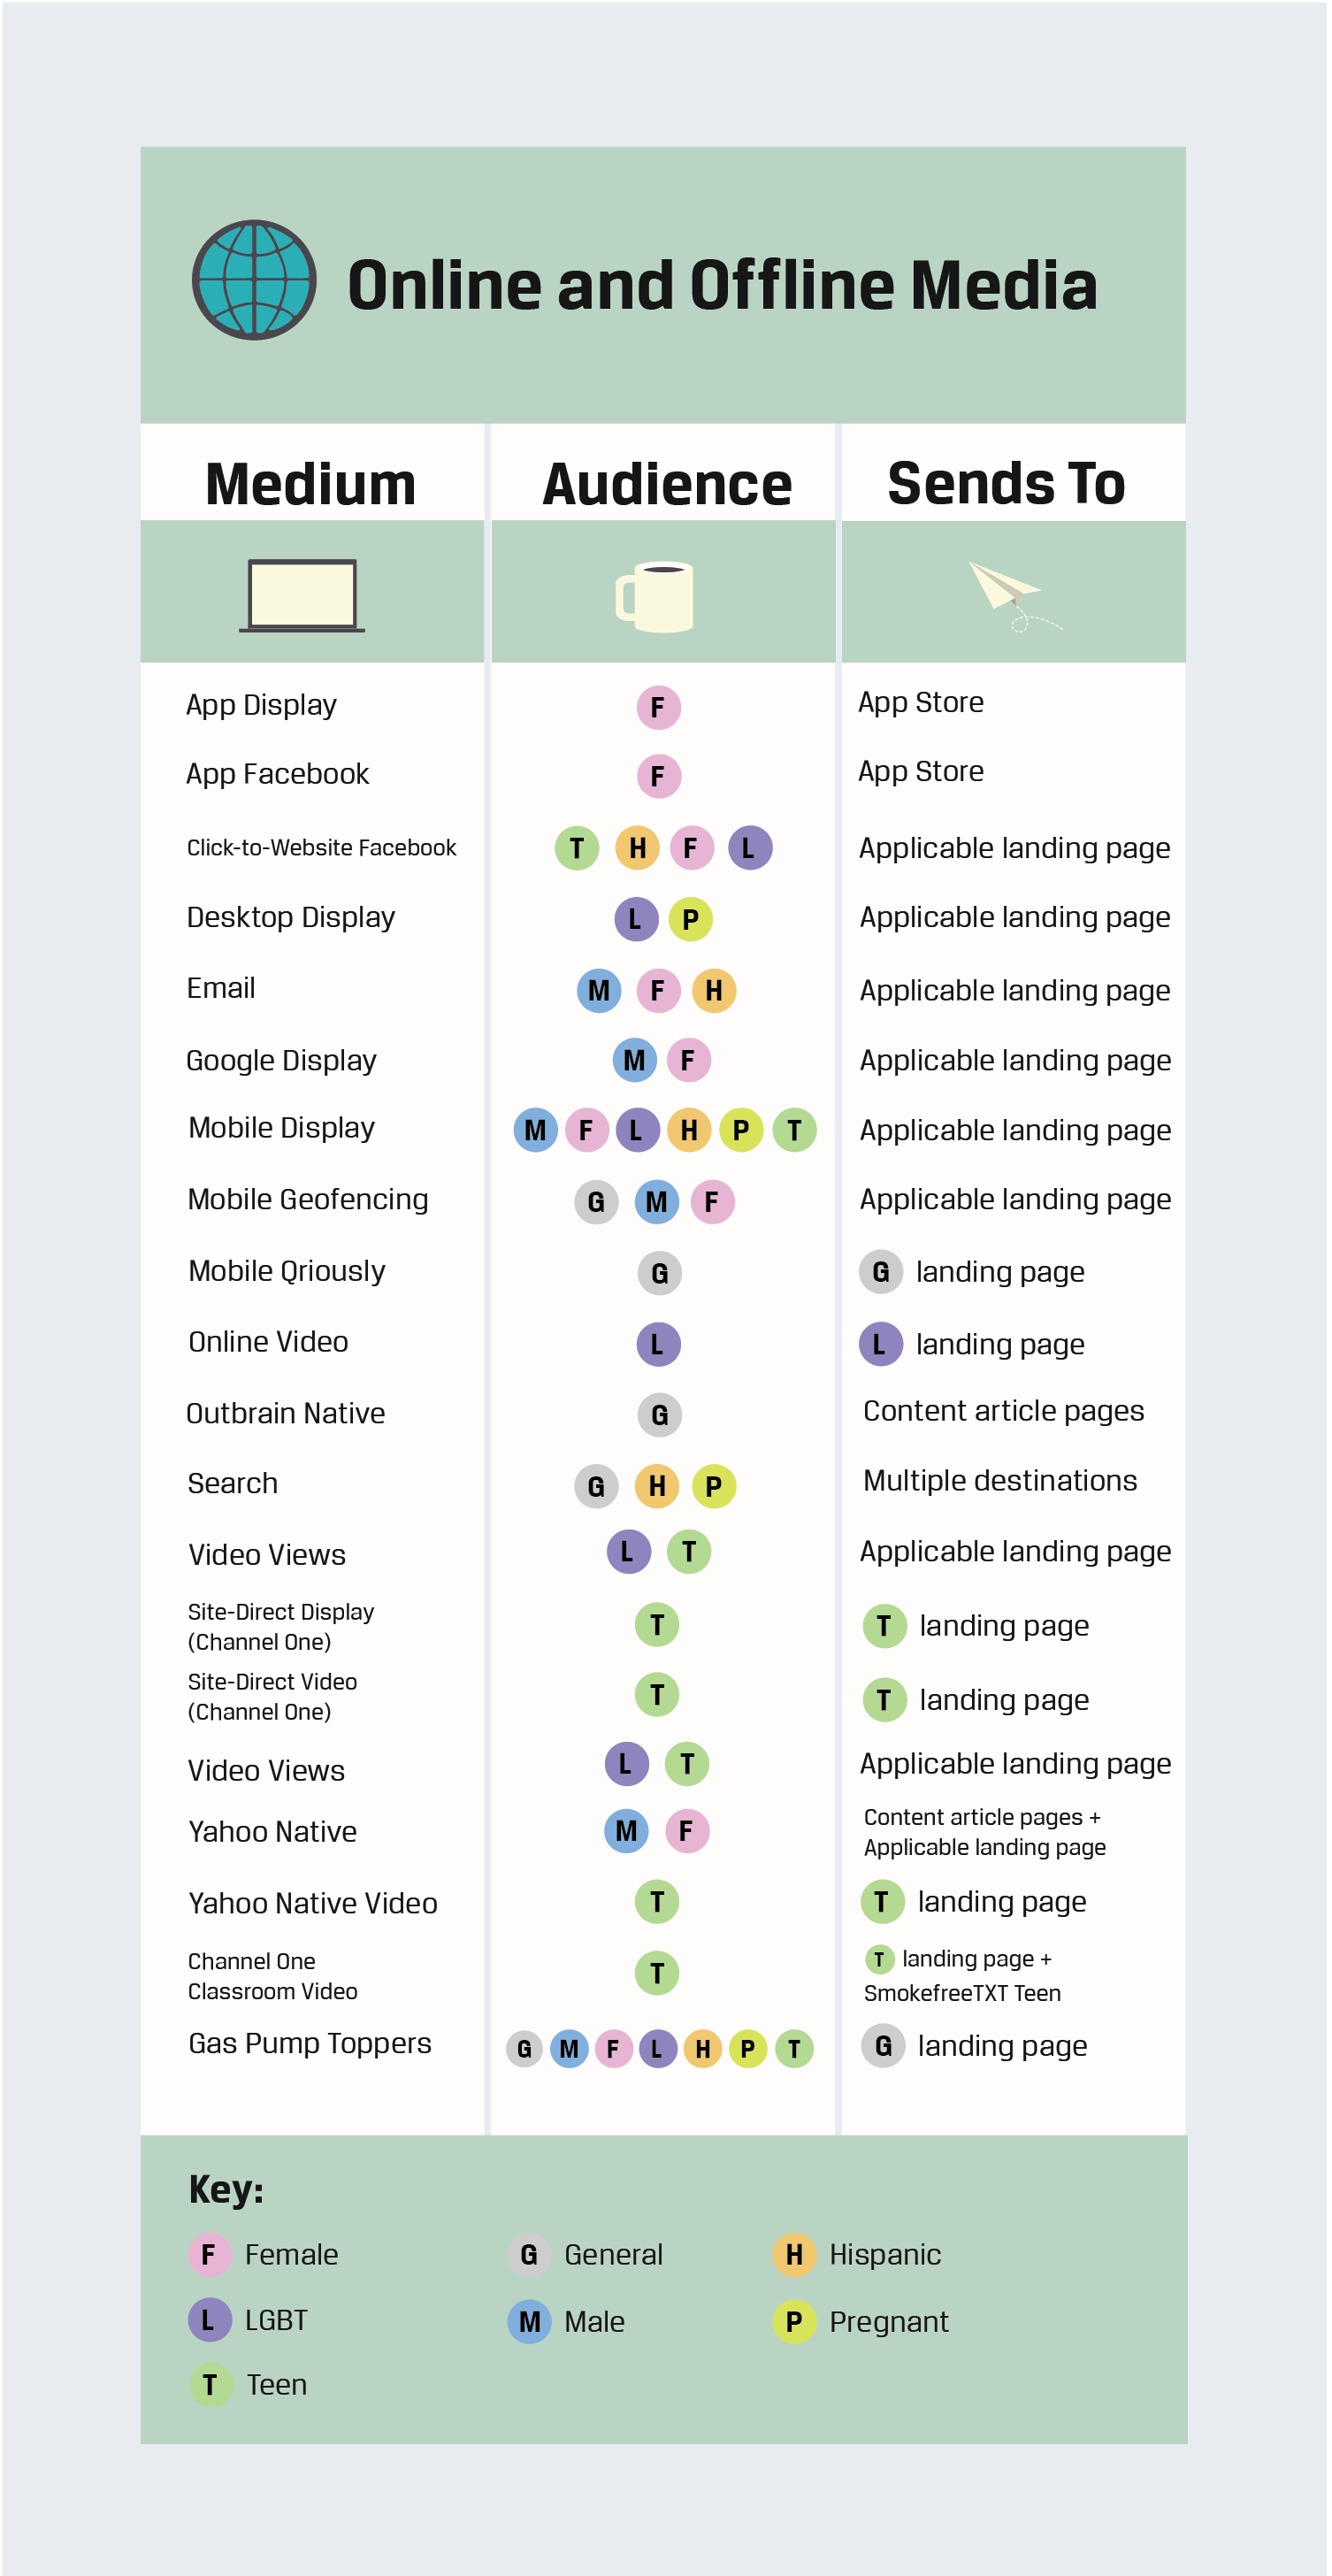 Online and Offline Media
Medium Audience Sends To
App Display F App Store
App Facebook F App Store
Click-to-Website Facebook T H F L Applicable landing page
Desktop Display L P Applicable landing page
Email M F H Applicable landing page
Google Display M F Applicable landing page
Mobile Display M F L H P T Applicable landing page
Mobile Geofencing G M F Applicable landing page
Mobile Qriously G G landing page
Online Video L L landing page
Outbrain Native G Content article pages
Search G H P Multiple destinations
Video Views L T Applicable landing page
Site-Direct Display
(Channel One) T T landing page
Site-Direct Video
(Channel One) T T landing page
Video Views L T Applicable landing page
Yahoo Native M F Content article pages +
Applicable landing page
Yahoo Native Video T T landing page
Channel One
Classroom Video T T landing page +
SmokefreeTXT Teen
Gas Pump Toppers G M F L H P T G landing page
Key:
F Female G General H Hispanic
L LGBT M Male P Pregnant
T Teen